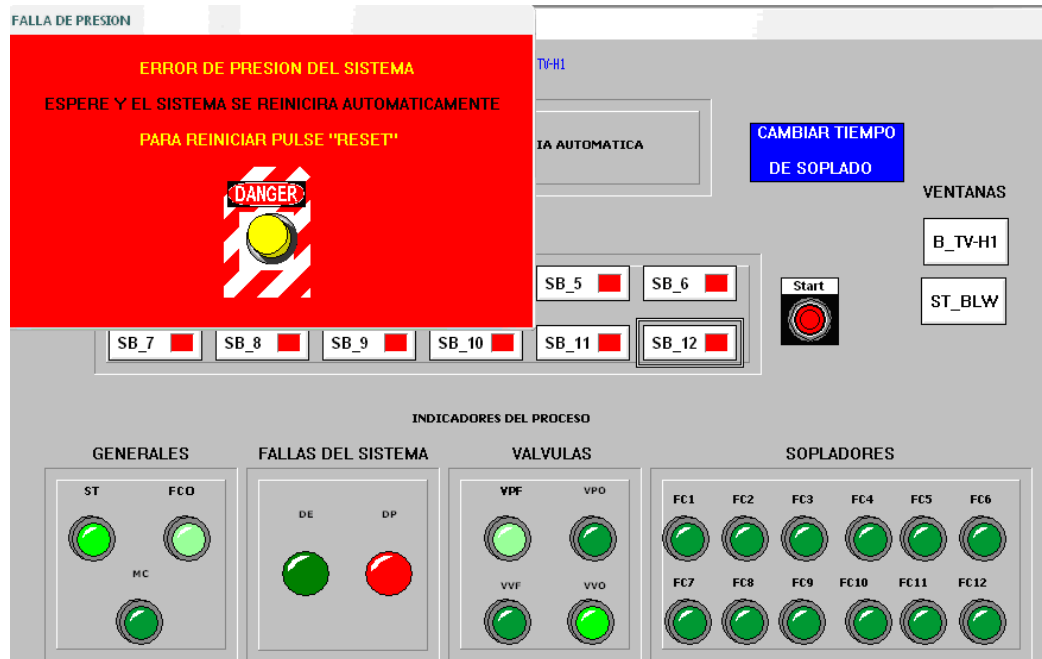 FALLA DE PRESION
ERROR DE PRESION DEL SISTEMA
ESPERE Y EL SISTEMA SE REINICIRA AUTOMATICAMENTE
PARA REINICIAR PULSE "RESET"
DANGER
TV-H1
IA AUTOMATICA
CAMBIAR TIEMPO
DE SOPLADO
VENTANAS
B_TV-H1
ST_BLW
Start
SB_5 SB_6
SB_7 SB_8 SB_9 SB_10 SB_11 SB_12
INDICADORES DEL PROCESO
GENERALES
ST FCO
MC
FALLAS DEL SISTEMA
DE DP
VALVULAS
VPF VPO
VVF VVO
SOPLADORES
FC1 FC2 FC3 FC4 FC5 FC6
FC7 FC8 FC9 FC10 FC11 FC12